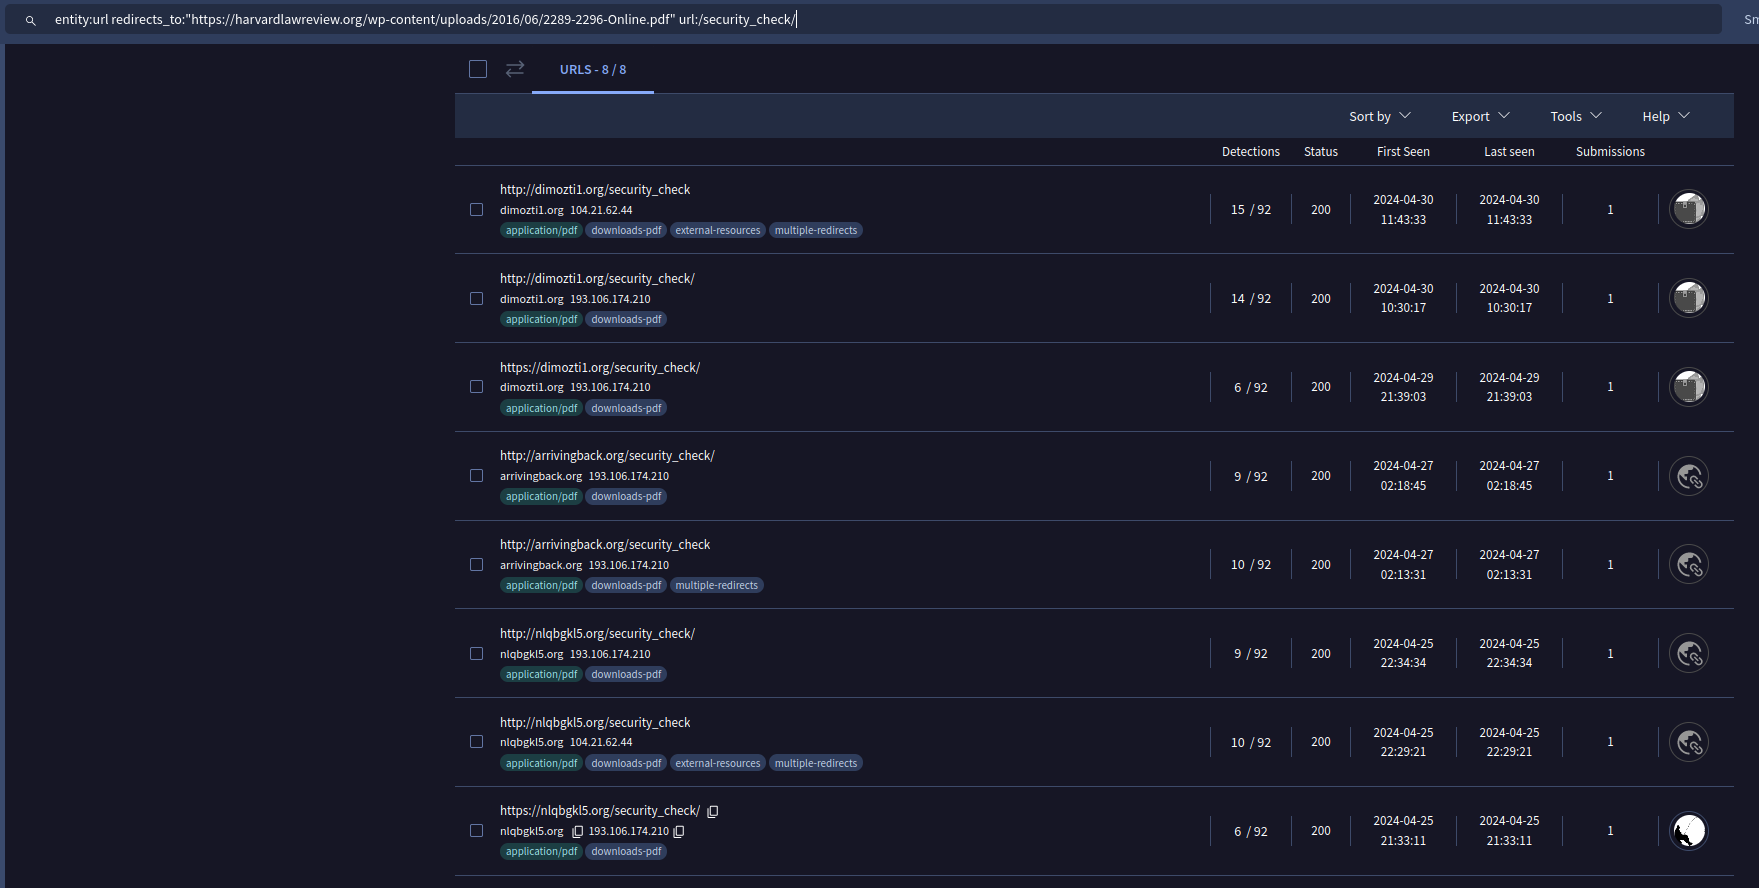 entity:url redirects_to:"https://harvardlawreview.org/wp-content/uploads/2016/06/2289-2296-Online.pdf" url:/security_check/
URLS - 8 / 8
Sort by Export Tools Help
Detections Status First Seen Last seen Submissions
http://dimozti1.org/security_check
dimozti1.org 104.21.62.44
application/pdf downloads-pdf external-resources multiple-redirects
15 / 92 200 2024-04-30 11:43:33 2024-04-30 11:43:33 1
http://dimozti1.org/security_check/
dimozti1.org 193.106.174.210
application/pdf downloads-pdf
14 / 92 200 2024-04-30 10:30:17 2024-04-30 10:30:17 1
https://dimozti1.org/security_check/
dimozti1.org 193.106.174.210
application/pdf downloads-pdf
6 / 92 200 2024-04-29 21:39:03 2024-04-29 21:39:03 1
http://arrivingback.org/security_check/
arrivingback.org 193.106.174.210
application/pdf downloads-pdf
9 / 92 200 2024-04-27 02:18:45 2024-04-27 02:18:45 1
http://arrivingback.org/security_check
arrivingback.org 193.106.174.210
application/pdf downloads-pdf multiple-redirects
10 / 92 200 2024-04-27 02:13:31 2024-04-27 02:13:31 1
http://nlqbgkl5.org/security_check/
nlqbgkl5.org 193.106.174.210
application/pdf downloads-pdf
9 / 92 200 2024-04-25 22:34:34 2024-04-25 22:34:34 1
http://nlqbgkl5.org/security_check
nlqbgkl5.org 104.21.62.44
application/pdf downloads-pdf external-resources multiple-redirects
10 / 92 200 2024-04-25 22:29:21 2024-04-25 22:29:21 1
https://nlqbgkl5.org/security_check/
nlqbgkl5.org 193.106.174.210
application/pdf downloads-pdf
6 / 92 200 2024-04-25 21:33:11 2024-04-25 21:33:11 1